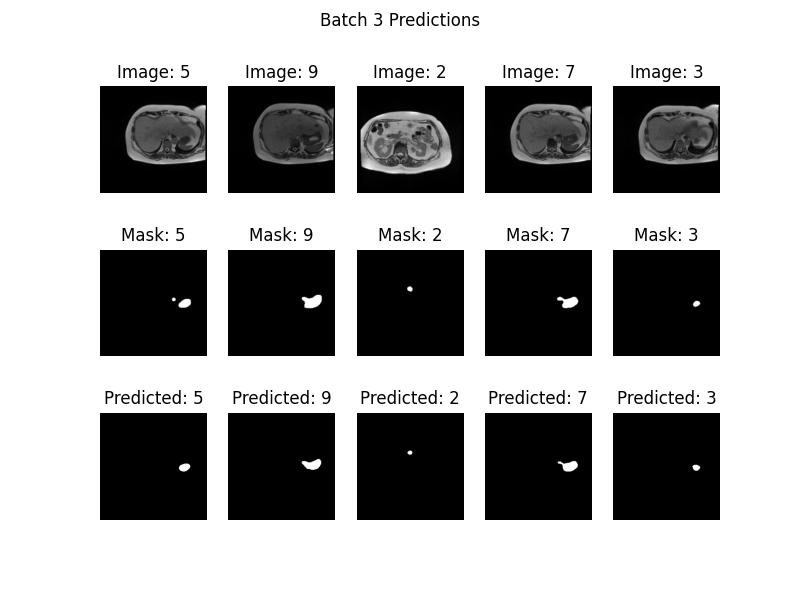 Batch 3 Predictions
Image: 5 Image: 9 Image: 2 Image: 7 Image: 3
Mask: 5 Mask: 9 Mask: 2 Mask: 7 Mask: 3
Predicted: 5 Predicted: 9 Predicted: 2 Predicted: 7 Predicted: 3